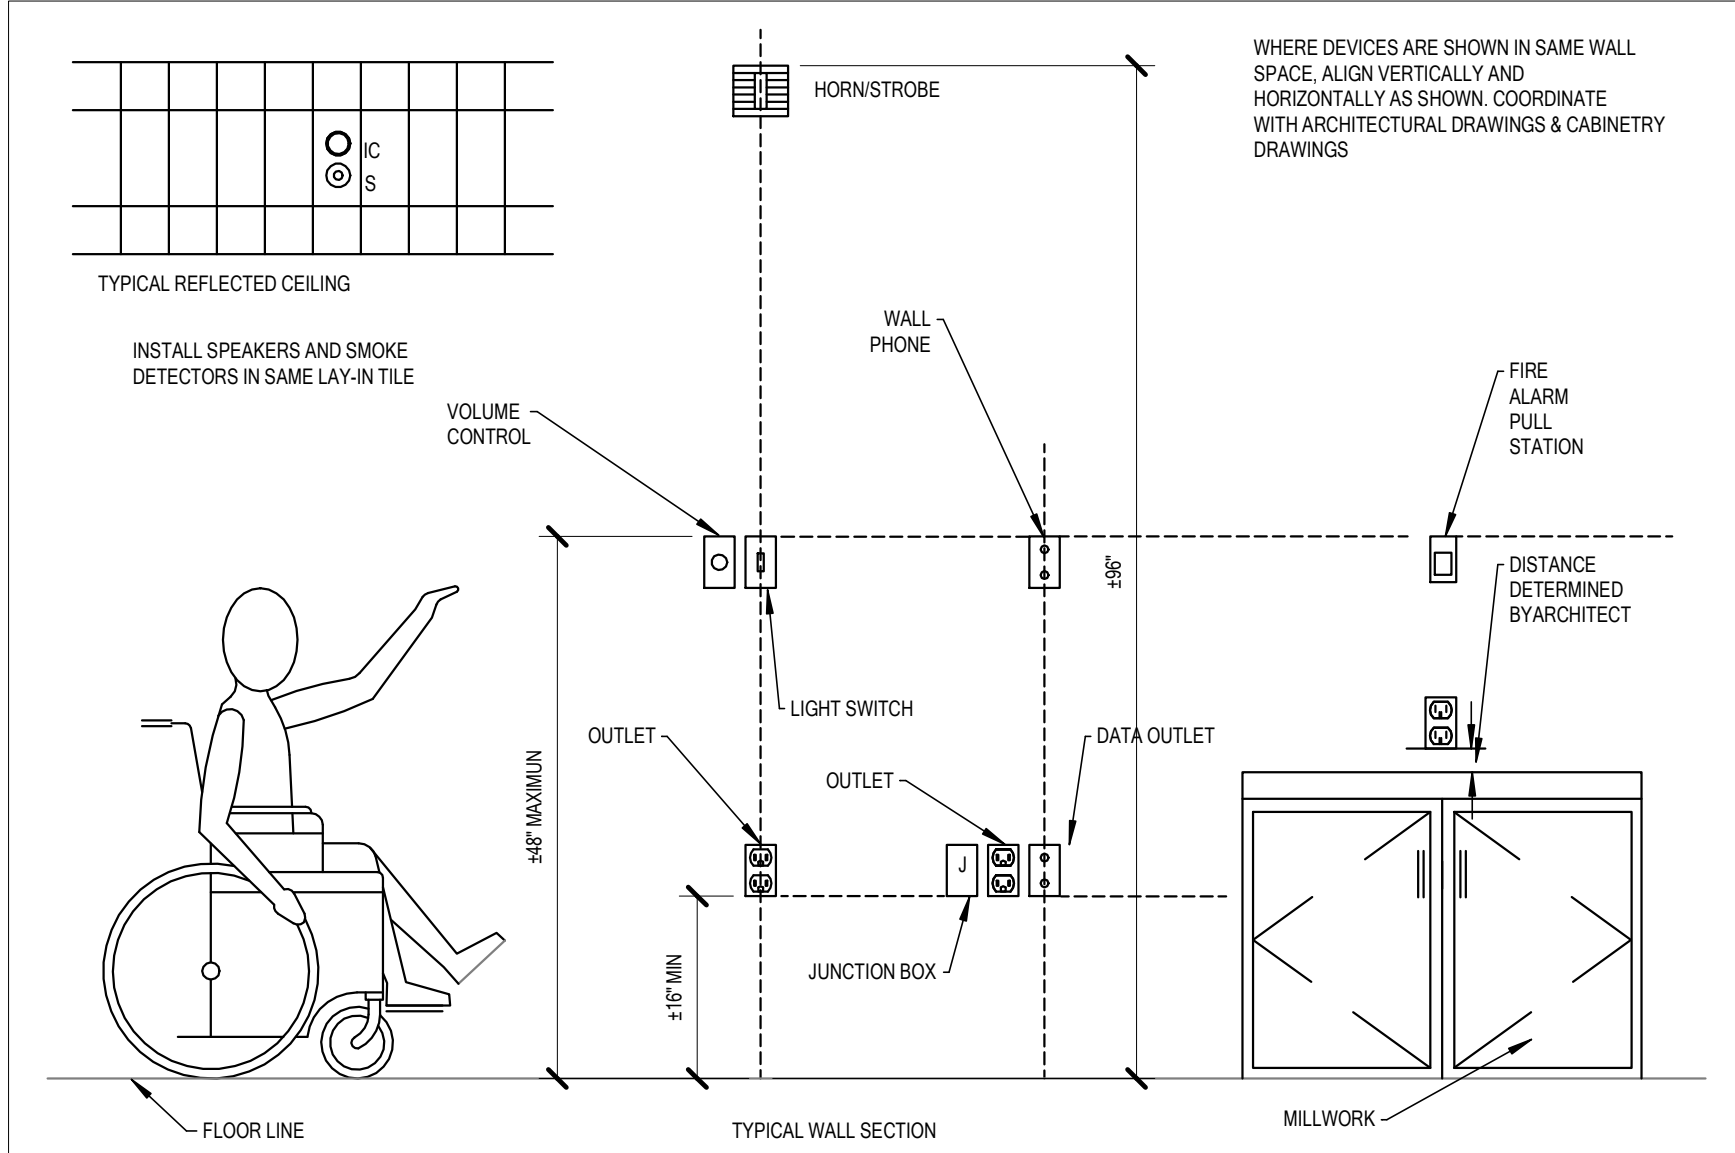 WHERE DEVICES ARE SHOWN IN SAME WALL
SPACE, ALIGN VERTICALLY AND
HORIZONTALLY AS SHOWN. COORDINATE
WITH ARCHITECTURAL DRAWINGS & CABINETRY
DRAWINGS
HORN/STROBE
IC
S
TYPICAL REFLECTED CEILING
INSTALL SPEAKERS AND SMOKE
DETECTORS IN SAME LAY-IN TILE
WALL
PHONE
FIRE
ALARM
PULL
STATION
VOLUME
CONTROL
±96"
DISTANCE
DETERMINED
BYARCHITECT
LIGHT SWITCH
OUTLET
DATA OUTLET
OUTLET
±48" MAXIMUN
J
±16" MIN
JUNCTION BOX
MILLWORK
FLOOR LINE
TYPICAL WALL SECTION